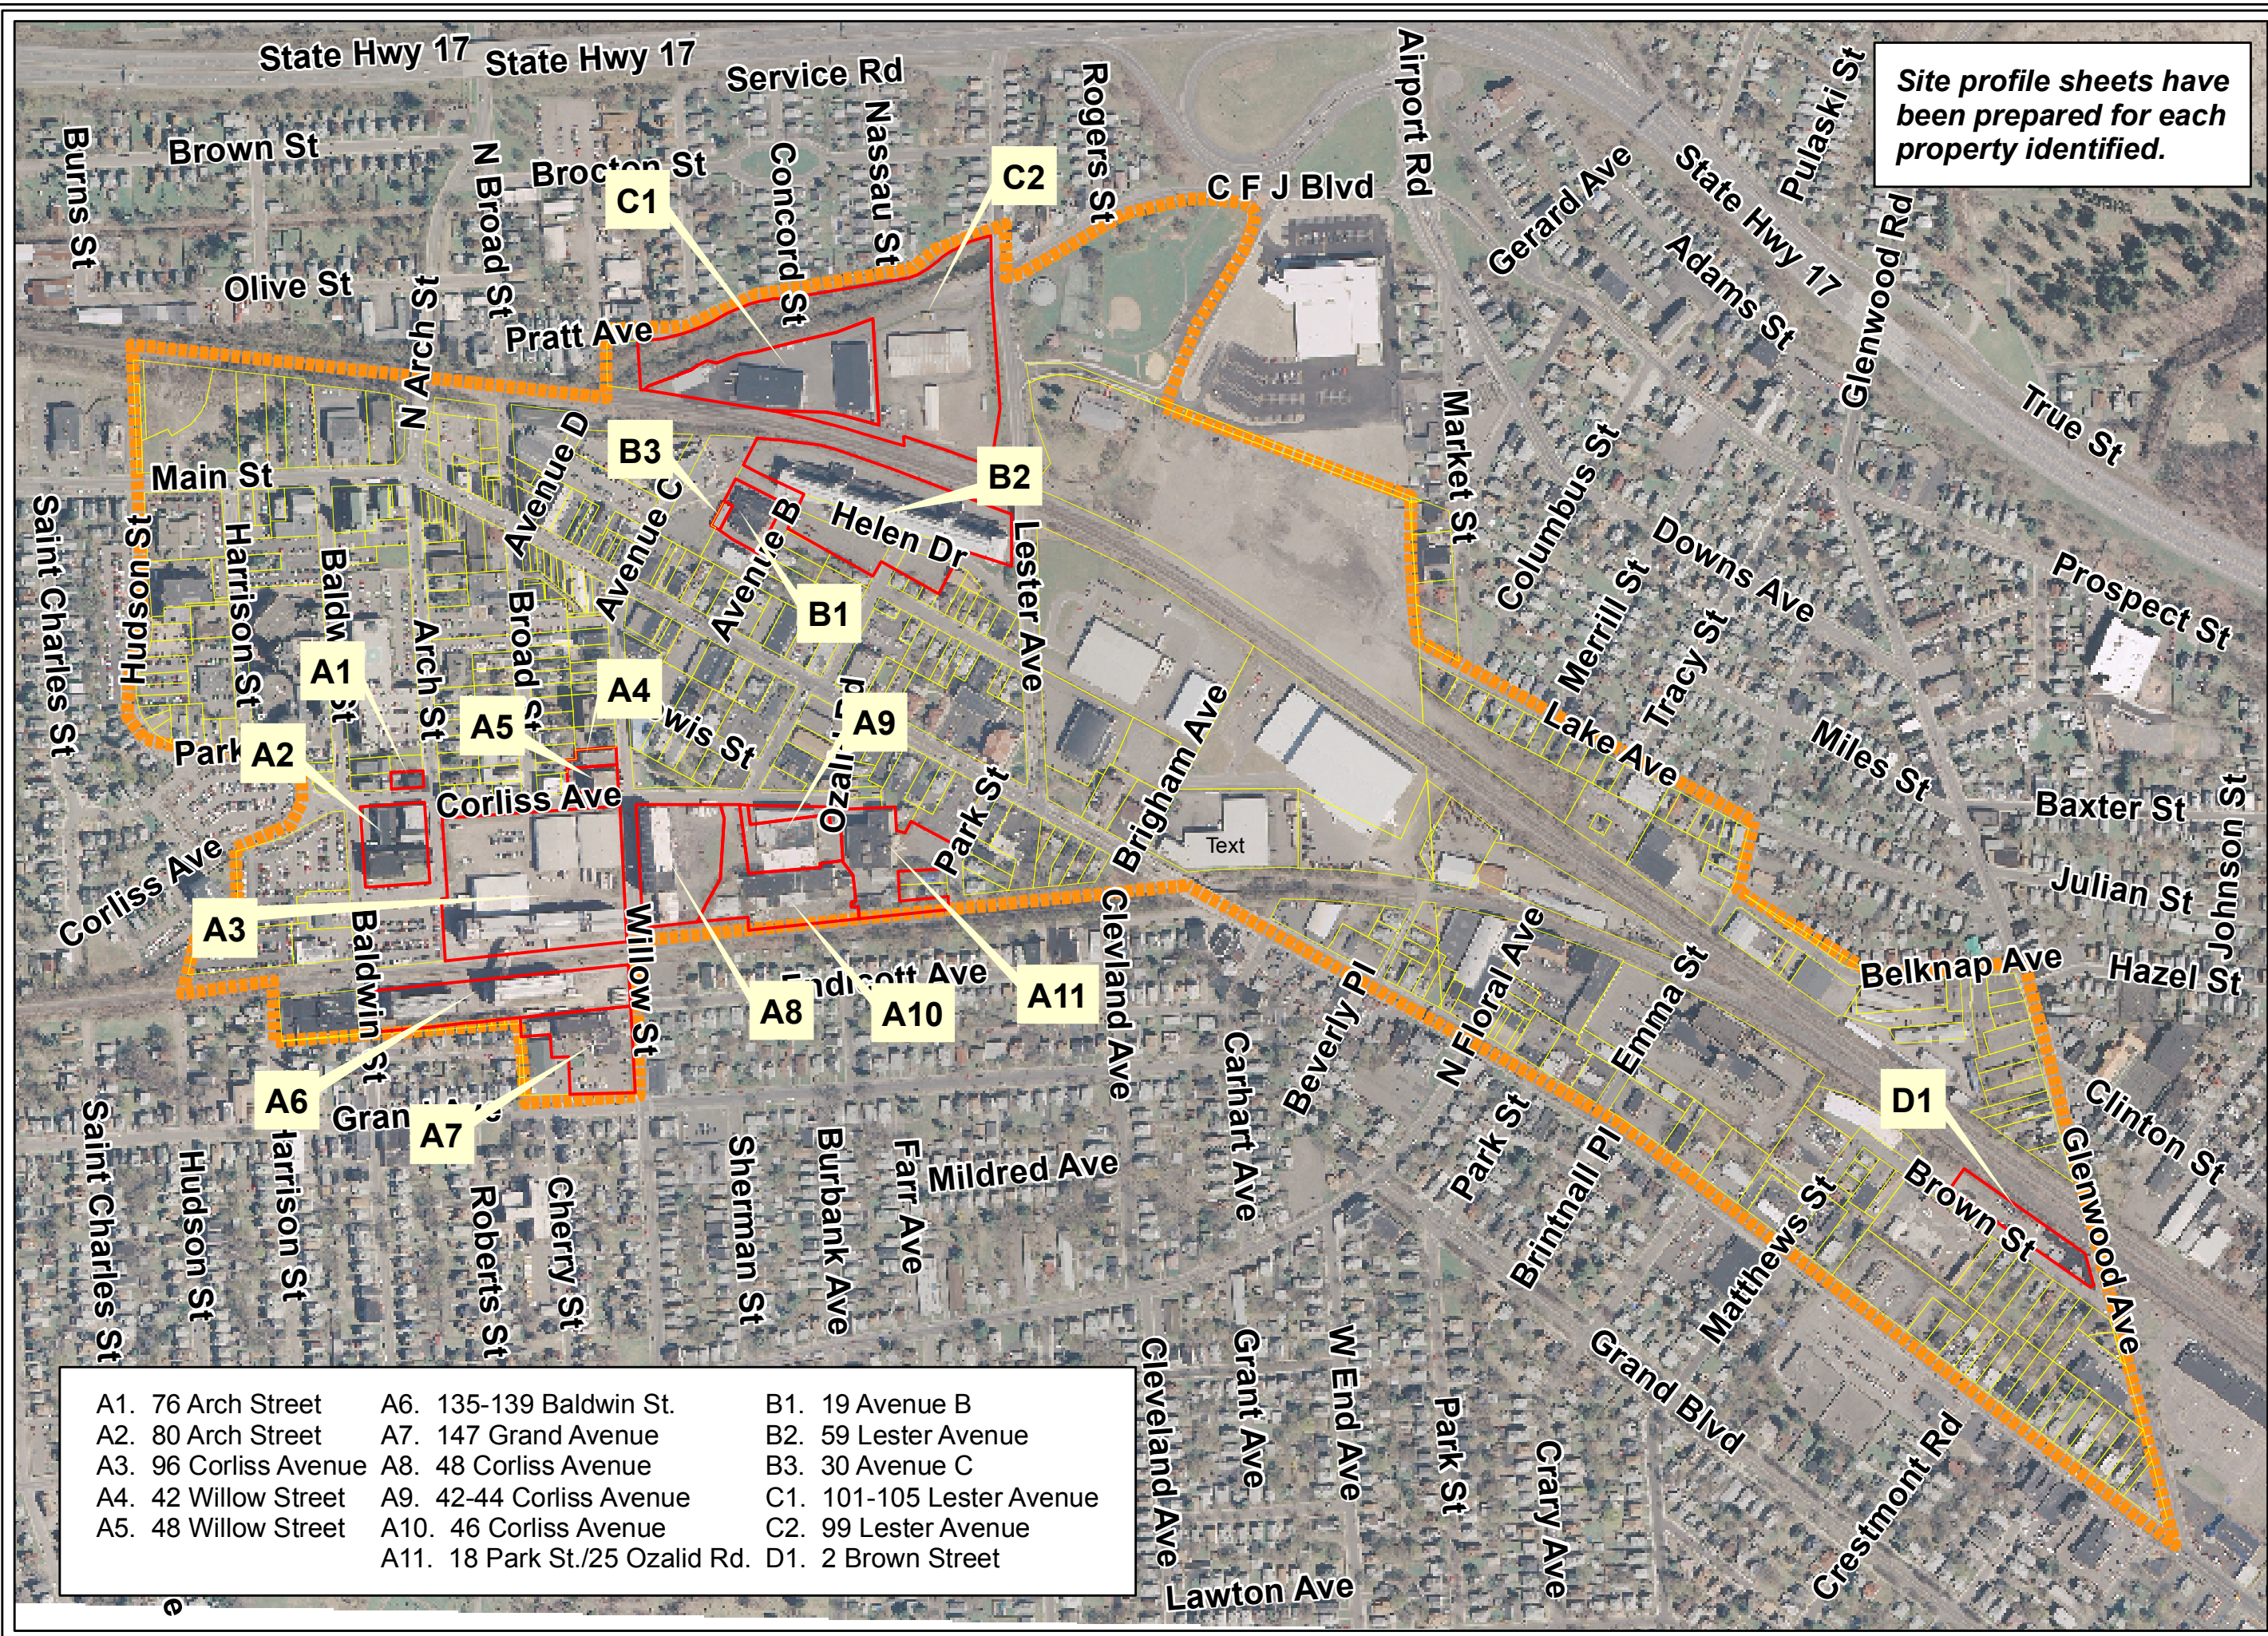 State Hwy 17
State Hwy 17
Service Rd
Airport Rd
Rogers St
Pulaski St
Site profile sheets have
been prepared for each
property identified.
Burns St
Brown St
N Broad St
Brocton St
Concord St
Nassau St
C1
C2
C F J Blvd
Gerard Ave
State Hwy 17
Adams St
Glenwood Rd
Olive St
N Arch St
Pratt Ave
True St
Main St
Avenue D
B3
Avenue C
Avenue B
B2
Helen Dr
B1
Lester Ave
Market St
Columbus St
Downs Ave
Prospect St
Saint Charles St
Hudson St
Harrison St
Arch St
Broad St
A1
A4
A5
A9
Merrill St
Tracy St
Lake Ave
Miles St
Park
A2
Corliss Ave
Park St
Brigham Ave
Text
Baxter St
Johnson St
Julian St
Corliss Ave
A3
Baldwin St
Willow St
A8
A10
A11
Clevland Ave
Beverly Pl
N Floral Ave
Emma St
Belknap Ave
Hazel St
A6
A7
Carhart Ave
Park St
Brintnall Pl
D1
Clinton St
Saint Charles St
Hudson St
Harrison St
Roberts St
Cherry St
Sherman St
Burbank Ave
Farr Ave
Mildred Ave
Matthews St
Brown St
Glenwood Ave
Cleveland Ave
Grant Ave
W End Ave
Park St
Crary Ave
Grand Blvd
Crestmont Rd
Lawton Ave
A1. 76 Arch Street
A2. 80 Arch Street
A3. 96 Corliss Avenue
A4. 42 Willow Street
A5. 48 Willow Street
A6. 135-139 Baldwin St.
A7. 147 Grand Avenue
A8. 48 Corliss Avenue
A9. 42-44 Corliss Avenue
A10. 46 Corliss Avenue
A11. 18 Park St./25 Ozalid Rd.
B1. 19 Avenue B
B2. 59 Lester Avenue
B3. 30 Avenue C
C1. 101-105 Lester Avenue
C2. 99 Lester Avenue
D1. 2 Brown Street